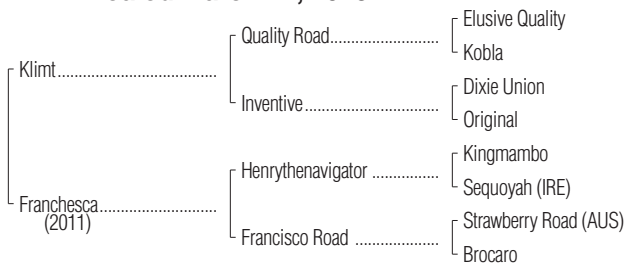 Elusive Quality
Quality Road
Kobla
Klimt
Dixie Union
Inventive
Original
Kingmambo
Henrythenavigator
Sequoyah (IRE)
Franchesca
(2011)
Strawberry Road (AUS)
Francisco Road
Brocaro